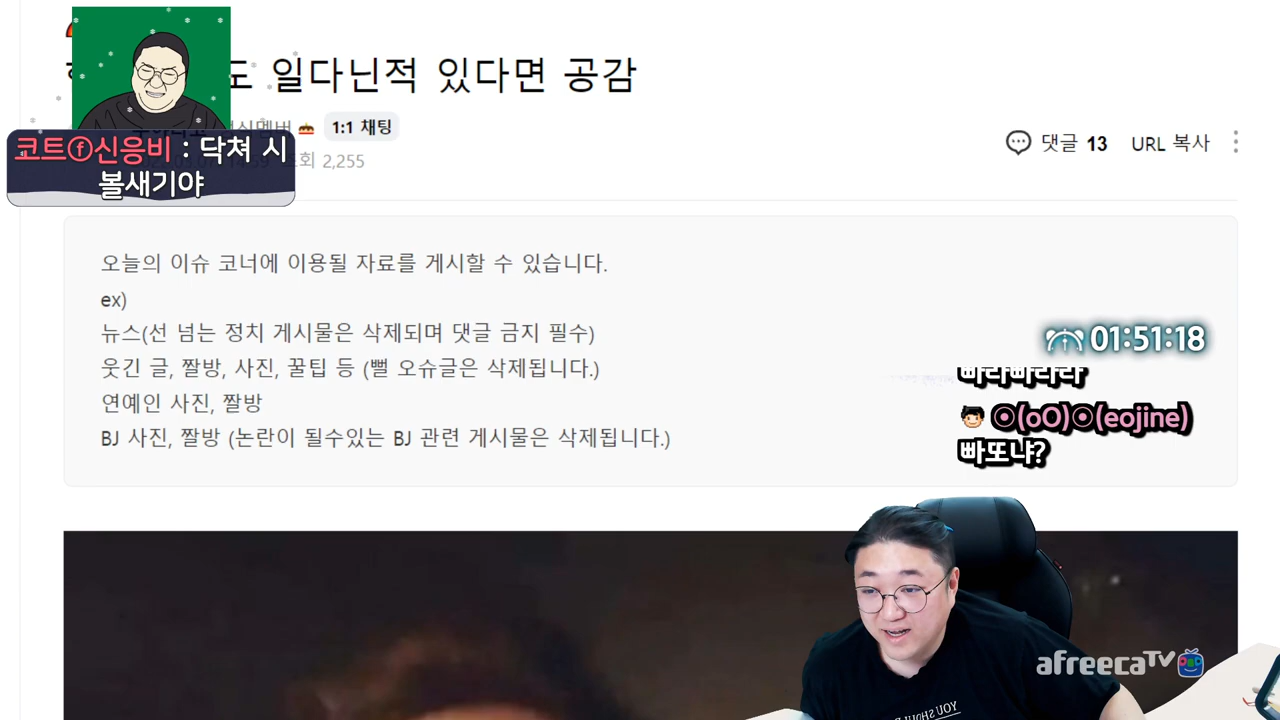 도 일다닌적 있다면 공감
1:1 채팅
조회 2,255
댓글 13 URL 복사
코트ⓕ신응비 : 닥쳐 시
볼새기야
오늘의 이슈 코너에 이용될 자료를 게시할 수 있습니다.
ex)
뉴스(선 넘는 정치 게시물은 삭제되며 댓글 금지 필수)
웃긴 글, 짤방, 사진, 꿀팁 등 (뻘 오슈글은 삭제됩니다.)
연예인 사진, 짤방
BJ 사진, 짤방 (논란이 될수있는 BJ 관련 게시물은 삭제됩니다.)
01:51:18
빠라빠라라
⊙(oO)⊙(eojine)
빠또냐?
YOU SHOUL
afreecaTV